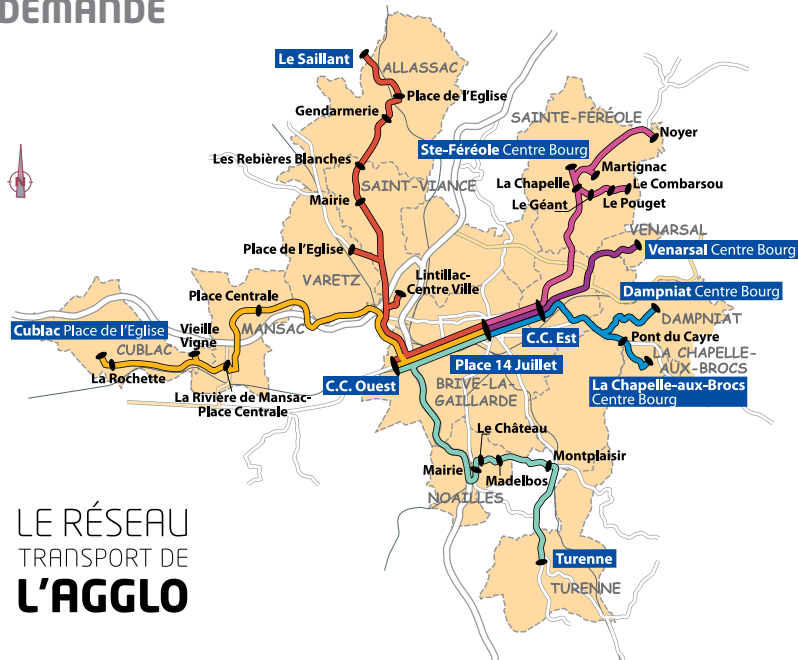 DEMANDE
Le Saillant
ALLASSAC
Place de l'Eglise
Gendarmerie
SAINTE-FÉRÉOLE
Noyer
Ste-Féréole Centre Bourg
Les Rebières Blanches
Martignac
SAINT-VIANCE
La Chapelle
Le Combarsou
Mairie
Le Géant
Le Pouget
VENARSAL
Place de l'Eglise
Venarsal Centre Bourg
VARETZ
Lintillac-
Centre Ville
Dampniat Centre Bourg
Place Centrale
DAMPNIAT
Cublac Place de l'Eglise
Vieille
Vigne
MANSAC
C.C. Est
Pont du Cayre
CUBLAC
LA CHAPELLE-
AUX-BROCS
Place 14 Juillet
La Rochette
C.C. Ouest
BRIVE-LA-
GAILLARDE
La Chapelle-aux-Brocs
Centre Bourg
La Rivière de Mansac-
Place Centrale
Le Château
Mairie
Montplaisir
Madelbos
NOAILLES
LE RÉSEAU
TRANSPORT DE
L'AGGLO
Turenne
TURENNE